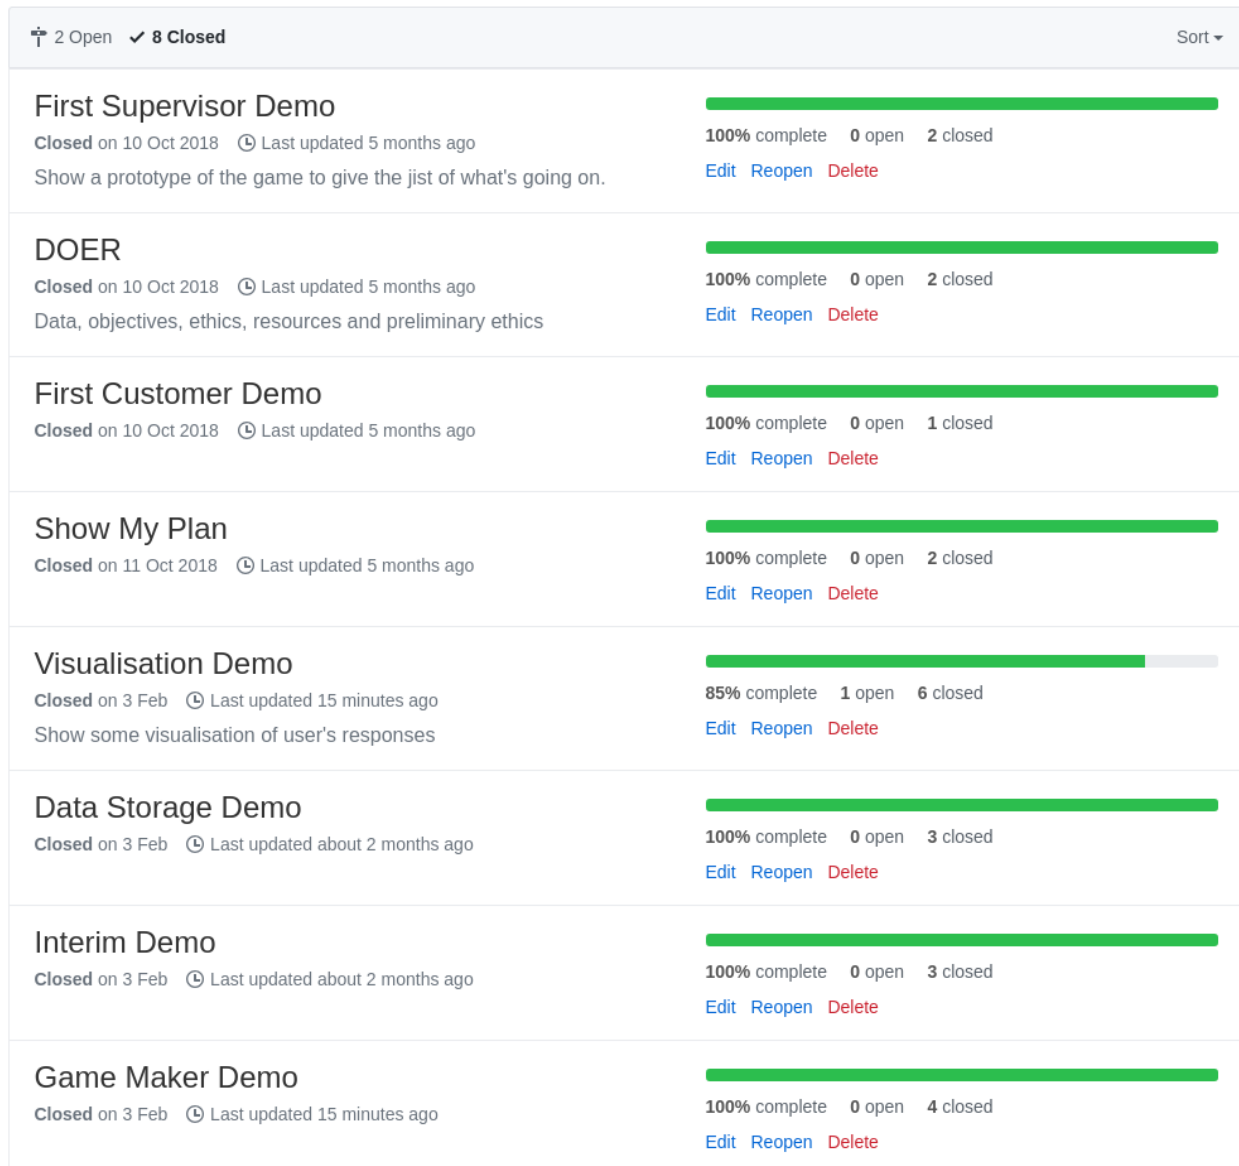 2 Open 8 Closed Sort
First Supervisor Demo
Closed on 10 Oct 2018 Last updated 5 months ago
Show a prototype of the game to give the jist of what's going on.
100% complete 0 open 2 closed
Edit Reopen Delete
DOER
Closed on 10 Oct 2018 Last updated 5 months ago
Data, objectives, ethics, resources and preliminary ethics
100% complete 0 open 2 closed
Edit Reopen Delete
First Customer Demo
Closed on 10 Oct 2018 Last updated 5 months ago
100% complete 0 open 1 closed
Edit Reopen Delete
Show My Plan
Closed on 11 Oct 2018 Last updated 5 months ago
100% complete 0 open 2 closed
Edit Reopen Delete
Visualisation Demo
Closed on 3 Feb Last updated 15 minutes ago
Show some visualisation of user's responses
85% complete 1 open 6 closed
Edit Reopen Delete
Data Storage Demo
Closed on 3 Feb Last updated about 2 months ago
100% complete 0 open 3 closed
Edit Reopen Delete
Interim Demo
Closed on 3 Feb Last updated about 2 months ago
100% complete 0 open 3 closed
Edit Reopen Delete
Game Maker Demo
Closed on 3 Feb Last updated 15 minutes ago
100% complete 0 open 4 closed
Edit Reopen Delete